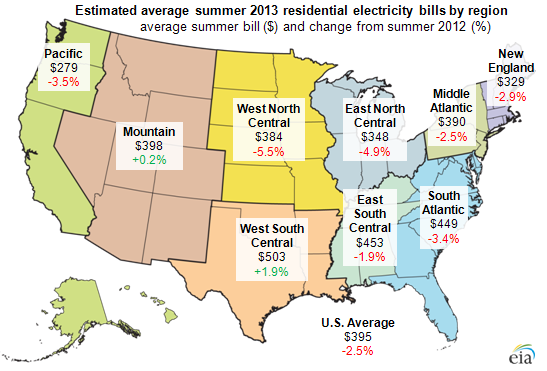 Estimated average summer 2013 residential electricity bills by region
average summer bill ($) and change from summer 2012 (%)
Pacific
$279
-3.5%
Mountain
$398
+0.2%
West North
Central
$384
-5.5%
East North
Central
$348
-4.9%
Middle
Atlantic
$390
-2.5%
New
England
$329
-2.9%
West South
Central
$503
+1.9%
East
South
Central
$453
-1.9%
South
Atlantic
$449
-3.4%
U.S. Average
$395
-2.5%
eia